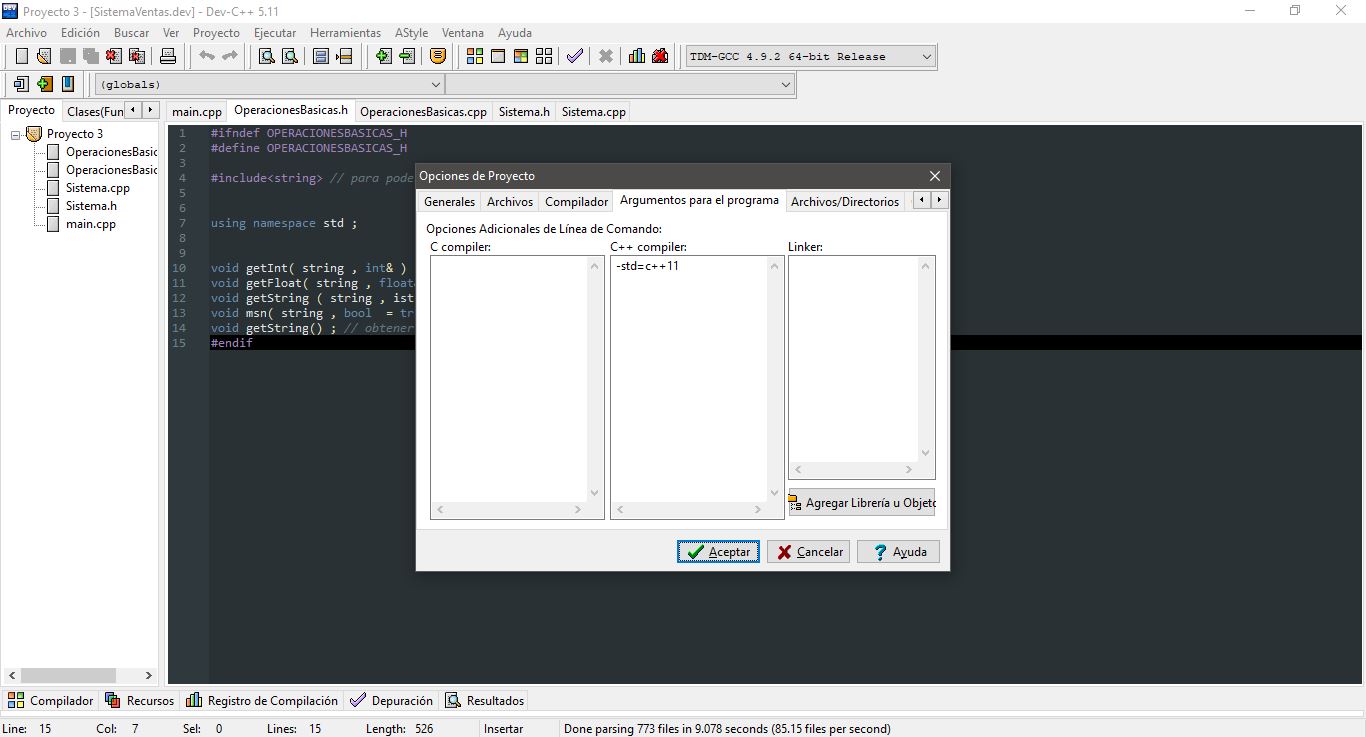 Proyecto 3 - [SistemaVentas.dev] - Dev-C++ 5.11
Archivo Edición Buscar Ver Proyecto Ejecutar Herramientas AStyle Ventana Ayuda
TDM-GCC 4.9.2 64-bit Release
(globals)
Proyecto Clases(Fun
main.cpp OperacionesBasicas.h OperacionesBasicas.cpp Sistema.h Sistema.cpp
Proyecto 3
OperacionesBasic
OperacionesBasic
Sistema.cpp
Sistema.h
main.cpp
1 #ifndef OPERACIONESBASICAS_H
2 #define OPERACIONESBASICAS_H
3
4 #include<string> // para pode
5
6
7 using namespace std ;
8
9
10 void getInt( string , int& )
11 void getFloat( string , float
12 void getString ( string , ist
13 void msn( string , bool  = tr
14 void getString() ; // obtener
15 #endif
Opciones de Proyecto
Generales Archivos Compilador Argumentos para el programa Archivos/Directorios
Opciones Adicionales de Línea de Comando:
C compiler: C++ compiler: Linker:
-std=c++11
Agregar Librería u Objeto
Aceptar Cancelar Ayuda
Compilador Recursos Registro de Compilación Depuración Resultados
Line: 15 Col: 7 Sel: 0 Lines: 15 Length: 526 Insertar Done parsing 773 files in 9.078 seconds (85.15 files per second)